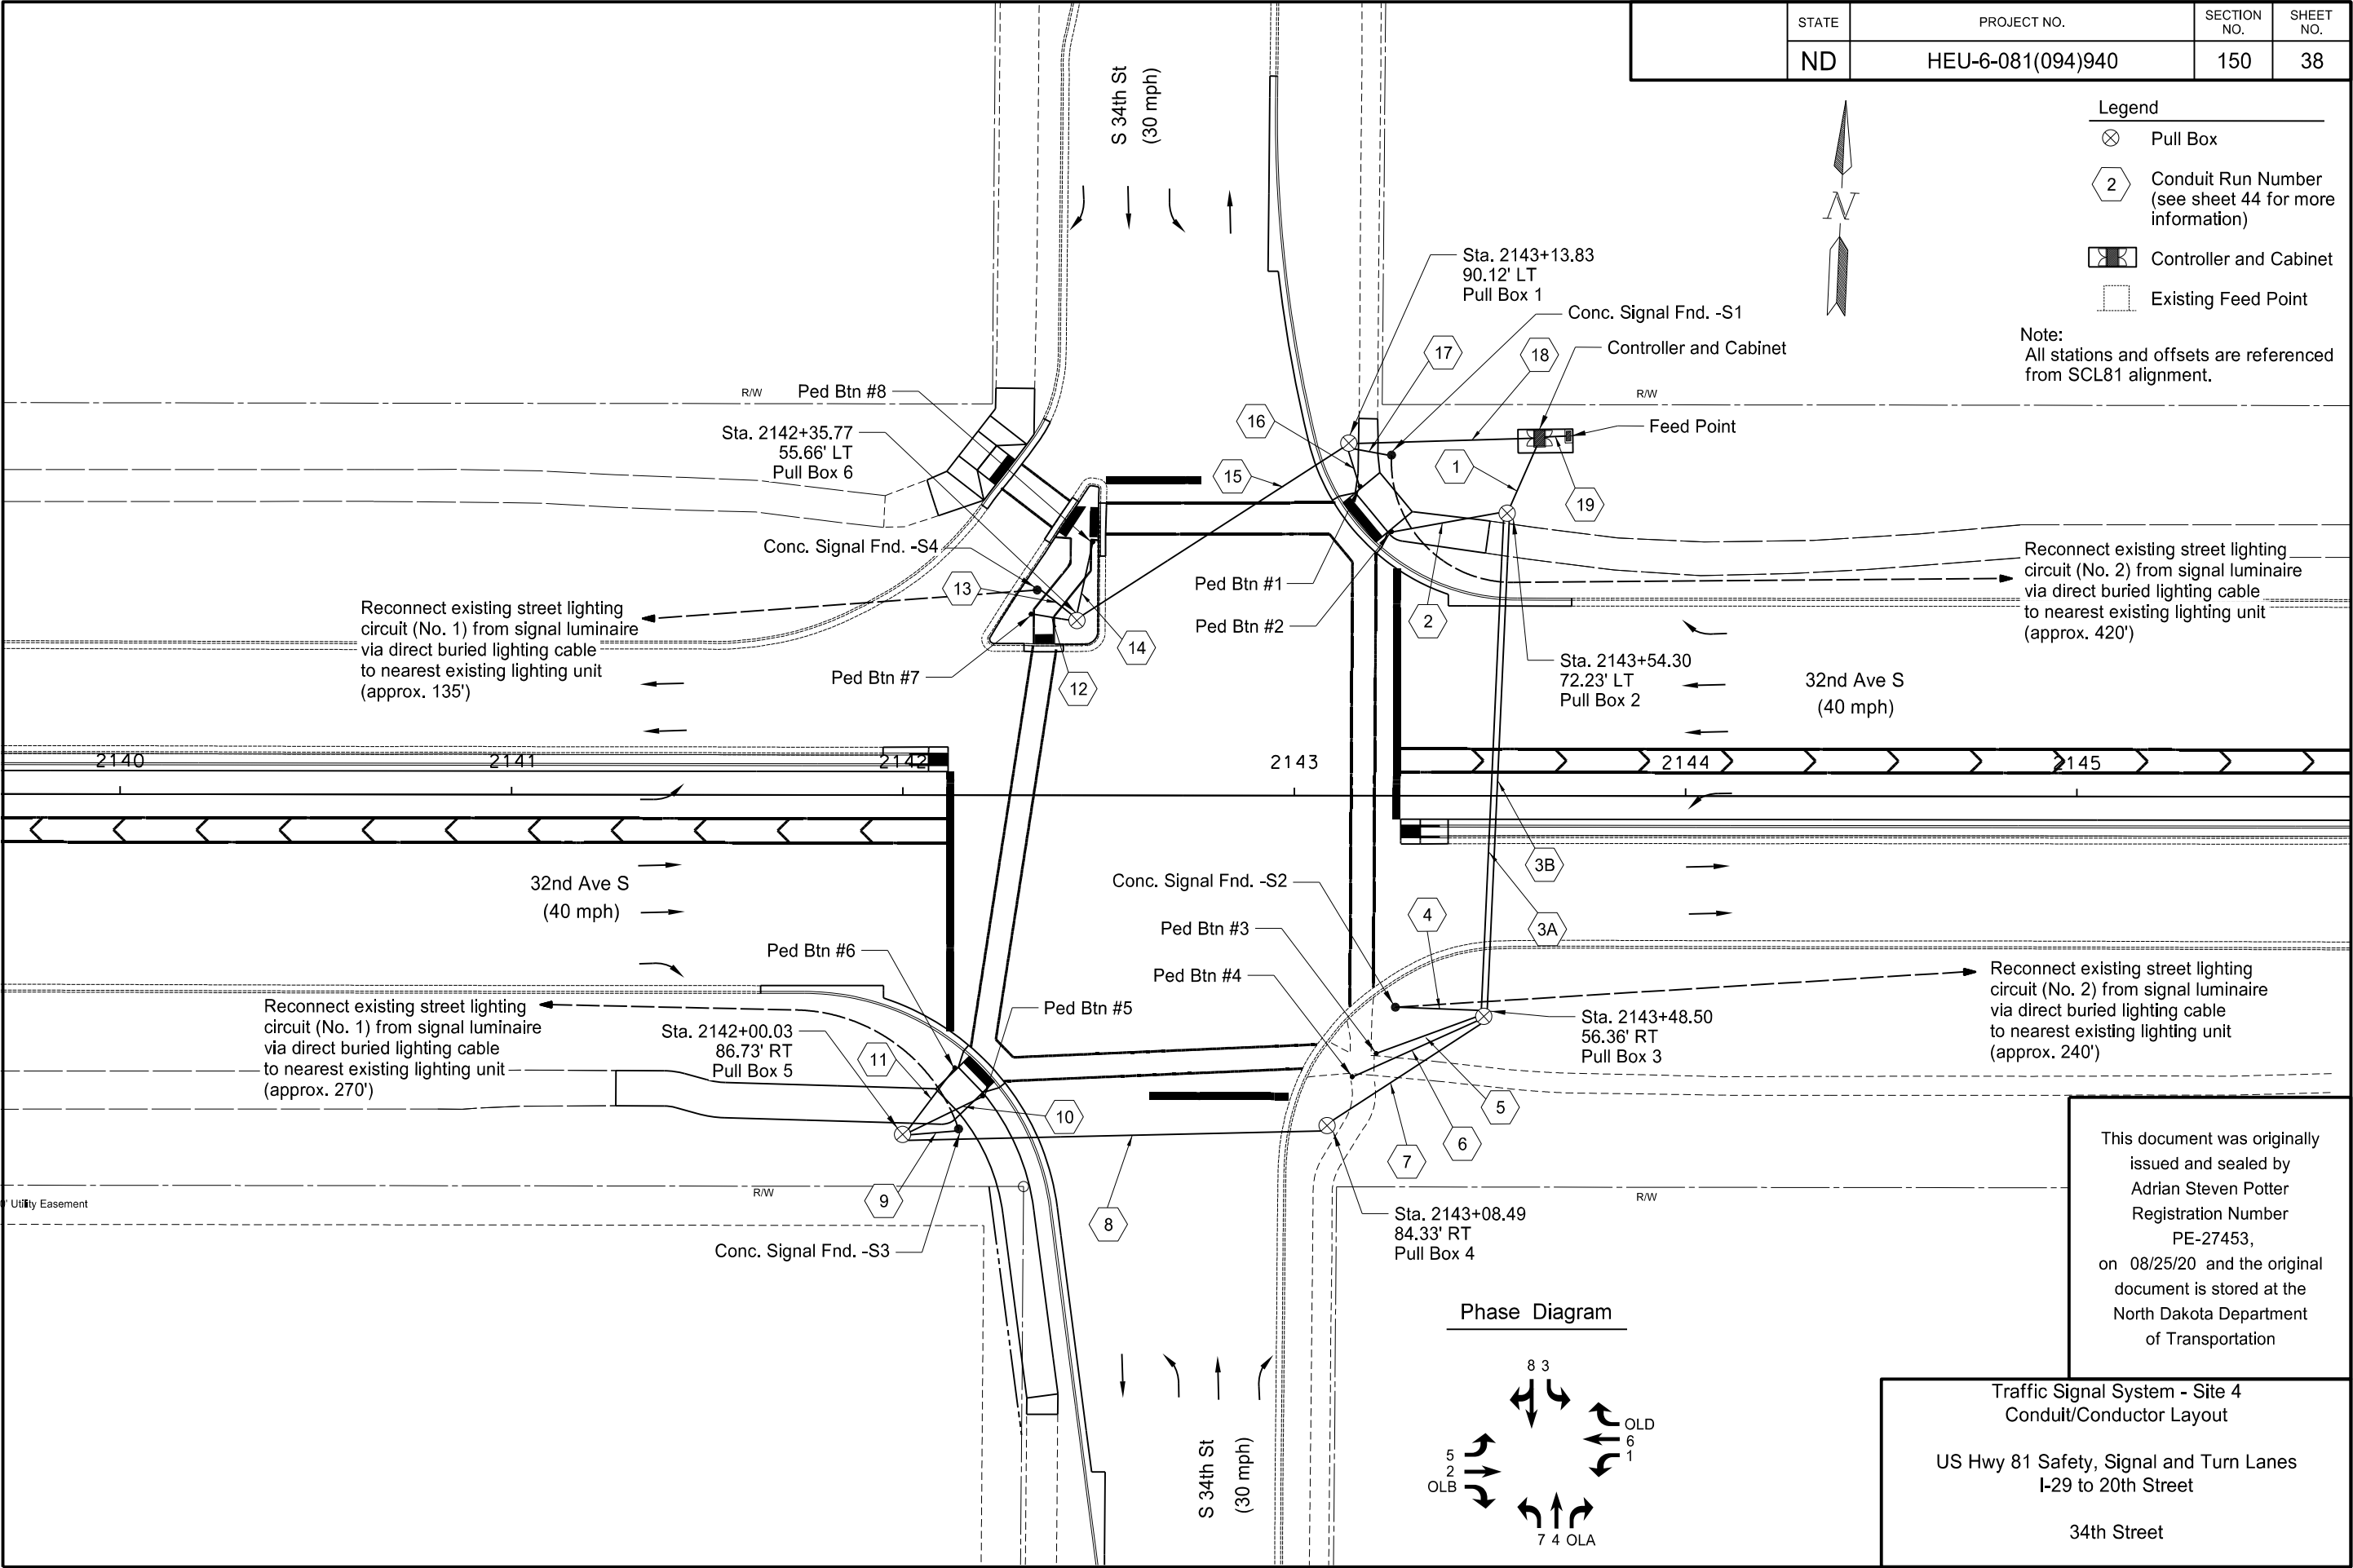 STATE
PROJECT NO.
SECTION NO.
SHEET NO.
ND
HEU-6-081(094)940
150
38
Legend
Pull Box
2
Conduit Run Number
(see sheet 44 for more
information)
Controller and Cabinet
Existing Feed Point
Note:
All stations and offsets are referenced
from SCL81 alignment.
N
S 34th St
(30 mph)
Sta. 2143+13.83
90.12' LT
Pull Box 1
Conc. Signal Fnd. -S1
Controller and Cabinet
17
18
R/W
Ped Btn #8
R/W
Sta. 2142+35.77
55.66' LT
Pull Box 6
16
Feed Point
15
1
19
Conc. Signal Fnd. -S4
13
Ped Btn #1
Ped Btn #2
2
14
12
Ped Btn #7
Reconnect existing street lighting
circuit (No. 1) from signal luminaire
via direct buried lighting cable
to nearest existing lighting unit
(approx. 135')
Reconnect existing street lighting
circuit (No. 2) from signal luminaire
via direct buried lighting cable
to nearest existing lighting unit
(approx. 420')
Sta. 2143+54.30
72.23' LT
Pull Box 2
32nd Ave S
(40 mph)
2140
2141
2142
2143
2144
2145
3B
3A
32nd Ave S
(40 mph)
Conc. Signal Fnd. -S2
4
Ped Btn #3
Ped Btn #4
Ped Btn #6
Ped Btn #5
Reconnect existing street lighting
circuit (No. 1) from signal luminaire
via direct buried lighting cable
to nearest existing lighting unit
(approx. 270')
Sta. 2142+00.03
86.73' RT
Pull Box 5
11
10
Sta. 2143+48.50
56.36' RT
Pull Box 3
Reconnect existing street lighting
circuit (No. 2) from signal luminaire
via direct buried lighting cable
to nearest existing lighting unit
(approx. 240')
5
6
7
9
8
R/W
R/W
' Utility Easement
Conc. Signal Fnd. -S3
Sta. 2143+08.49
84.33' RT
Pull Box 4
S 34th St
(30 mph)
Phase Diagram
8 3
OLD
6
1
5
2
OLB
7 4 OLA
This document was originally
issued and sealed by
Adrian Steven Potter
Registration Number
PE-27453,
on 08/25/20 and the original
document is stored at the
North Dakota Department
of Transportation
Traffic Signal System - Site 4
Conduit/Conductor Layout
US Hwy 81 Safety, Signal and Turn Lanes
I-29 to 20th Street
34th Street